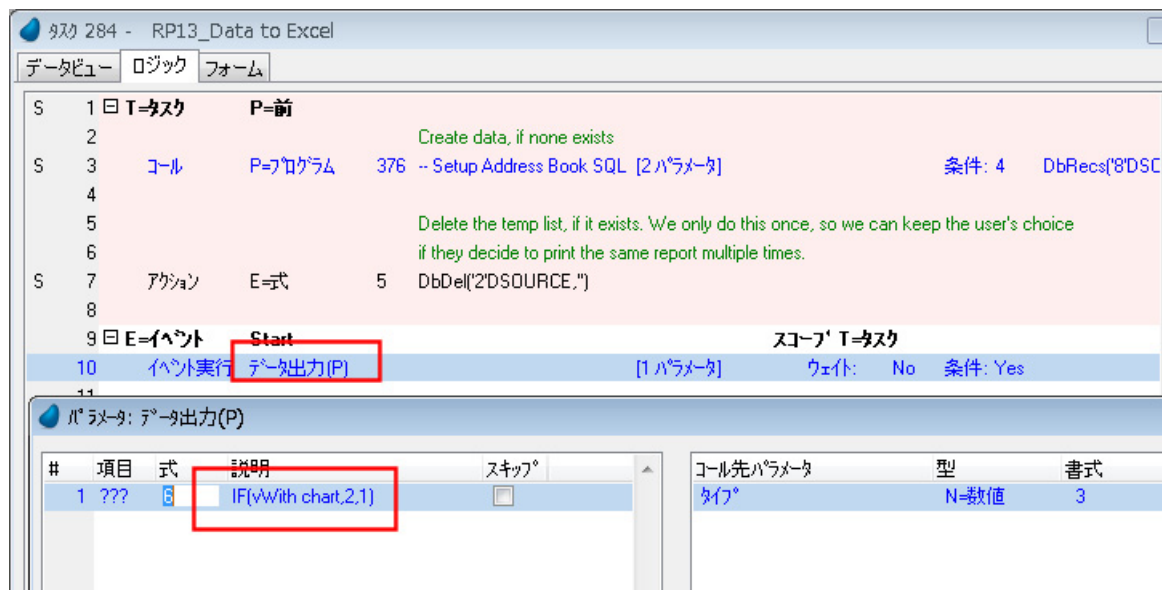 ﾀｽｸ 284 - RP13_Data to Excel
データビュー ロジック フォーム
S 1 T=ﾀｽｸ P=前
2 Create data, if none exists
S 3 コール P=ﾌﾟﾛｸﾞﾗﾑ 376 -- Setup Address Book SQL [2 ﾊﾟﾗﾒｰﾀ] 条件: 4 DbRecs('8'DSC
4
5 Delete the temp list, if it exists. We only do this once, so we can keep the user's choice
6 if they decide to print the same report multiple times.
S 7 アクション E=式 5 DbDel('2'DSOURCE,'')
8
9 E=ｲﾍﾞﾝﾄ Start スコープ T=ﾀｽｸ
10 ｲﾍﾞﾝﾄ実行 ﾃﾞｰﾀ出力(P) [1 ﾊﾟﾗﾒｰﾀ] ウェイト: No 条件: Yes
11
ﾊﾟﾗﾒｰﾀ: ﾃﾞｰﾀ出力(P)
# 項目 式 説明 ｽｷｯﾌﾟ コール先ﾊﾟﾗﾒｰﾀ 型 書式
1 ??? 6 IF(vWith chart,2,1) ﾀｲﾌﾟ N=数値 3